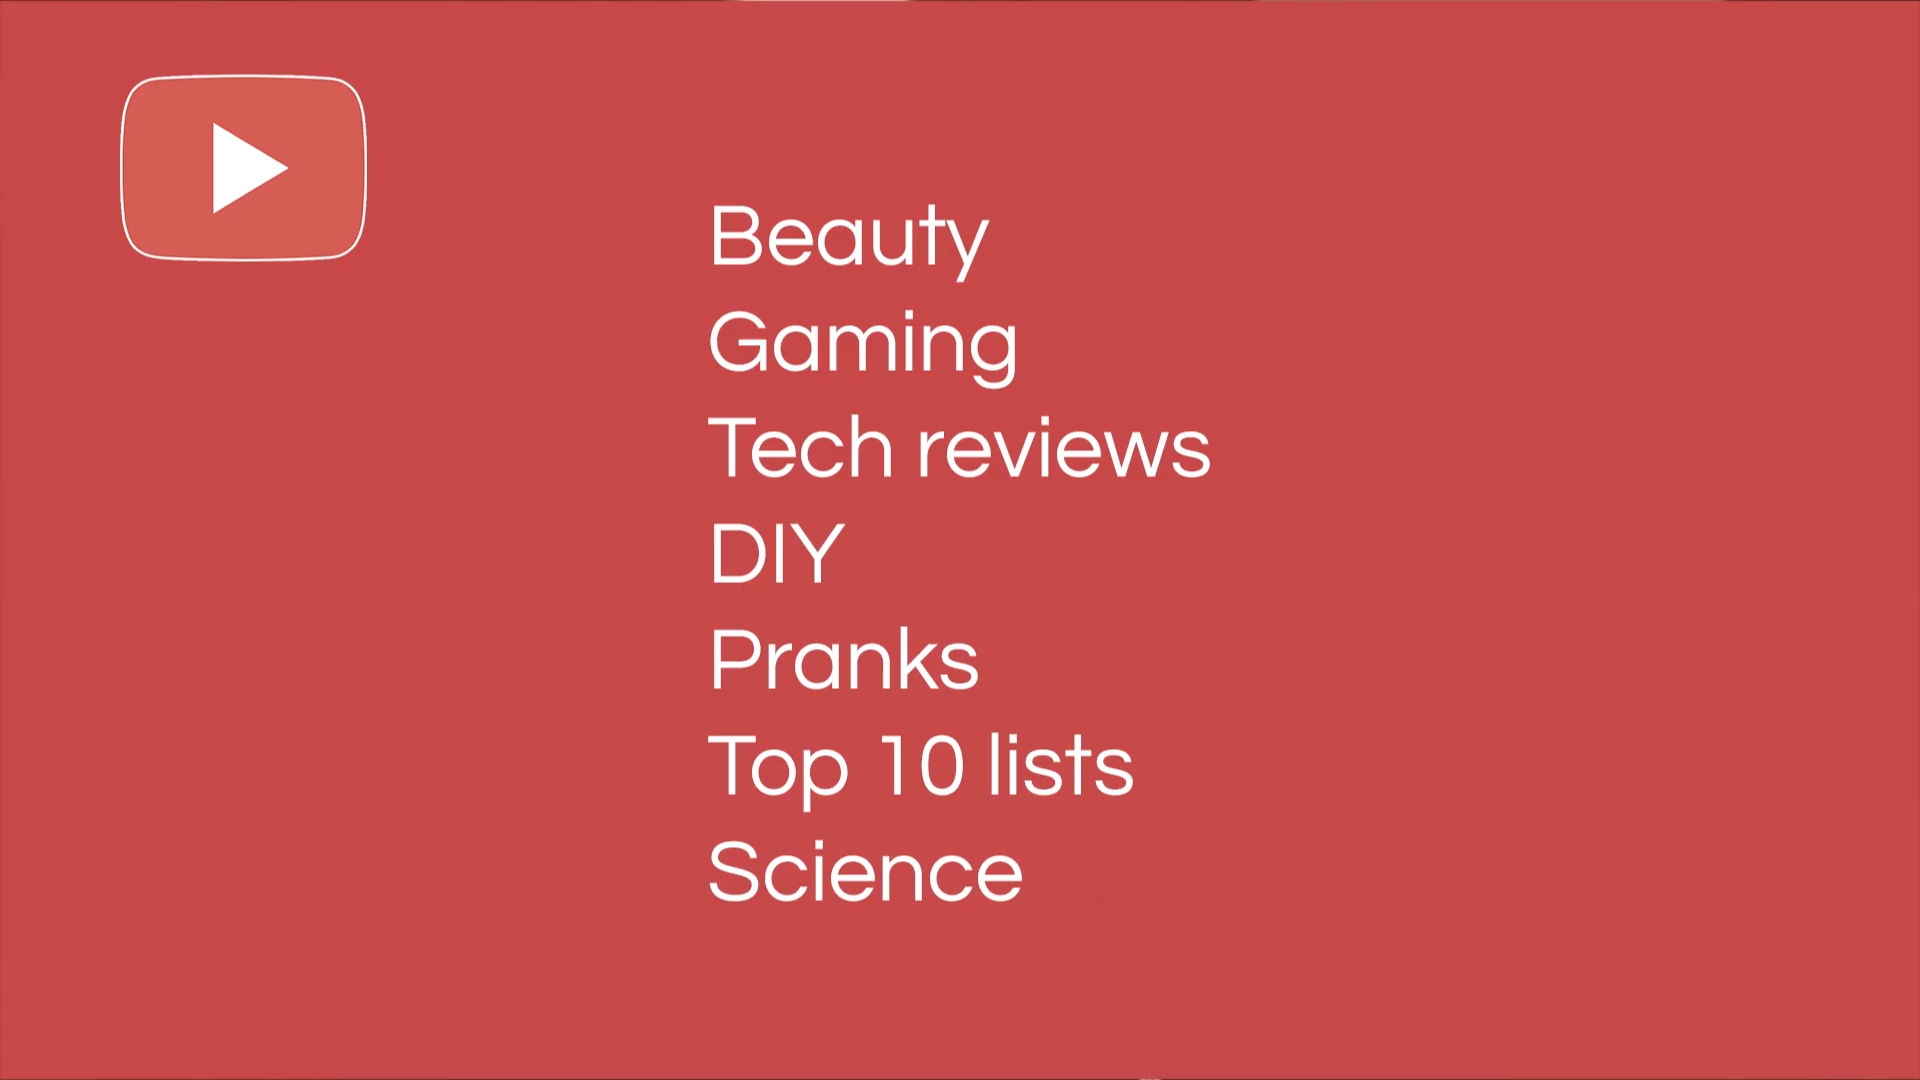 Beauty
Gaming
Tech reviews
DIY
Pranks
Top 10 lists
Science